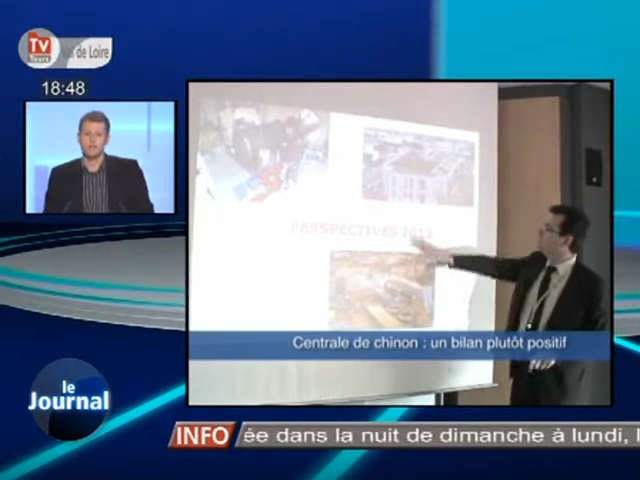 TV
Tours
Val de Loire
18:48
PERSPECTIVES 2013
Centrale de chinon : un bilan plutôt positif
le
Journal
INFO
ée dans la nuit de dimanche à lundi, l